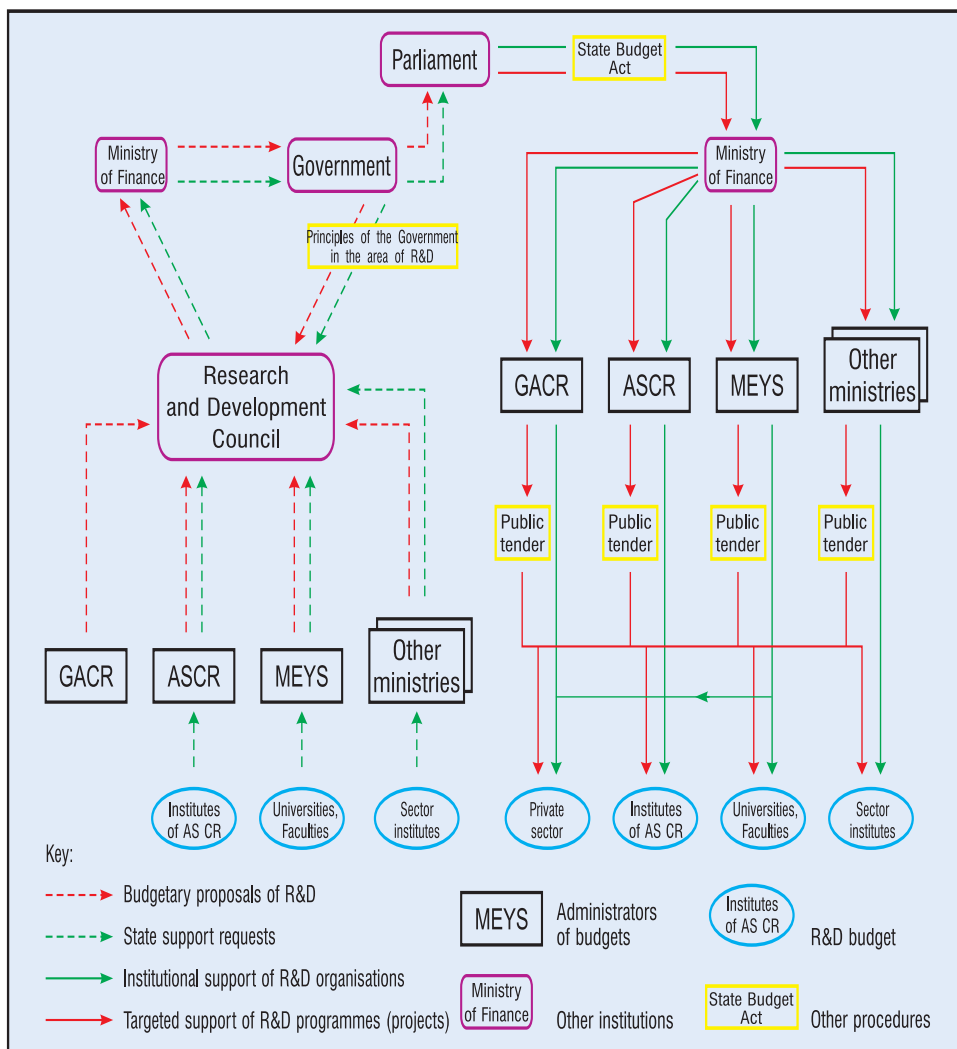 Parliament
State Budget
Act
Ministry
of Finance
Government
Ministry
of Finance
Principles of the Government
in the area of R&D
Research
and Development
Council
GACR
ASCR
MEYS
Other
ministries
Public
tender
Public
tender
Public
tender
Public
tender
GACR
ASCR
MEYS
Other
ministries
Institutes
of AS CR
Universities,
Faculties
Sector
institutes
Private
sector
Institutes
of AS CR
Universities,
Faculties
Sector
institutes
Key:
Budgetary proposals of R&D
State support requests
Institutional support of R&D organisations
Targeted support of R&D programmes (projects)
MEYS
Administrators
of budgets
Institutes
of AS CR
R&D budget
Ministry
of Finance
Other institutions
State Budget
Act
Other procedures